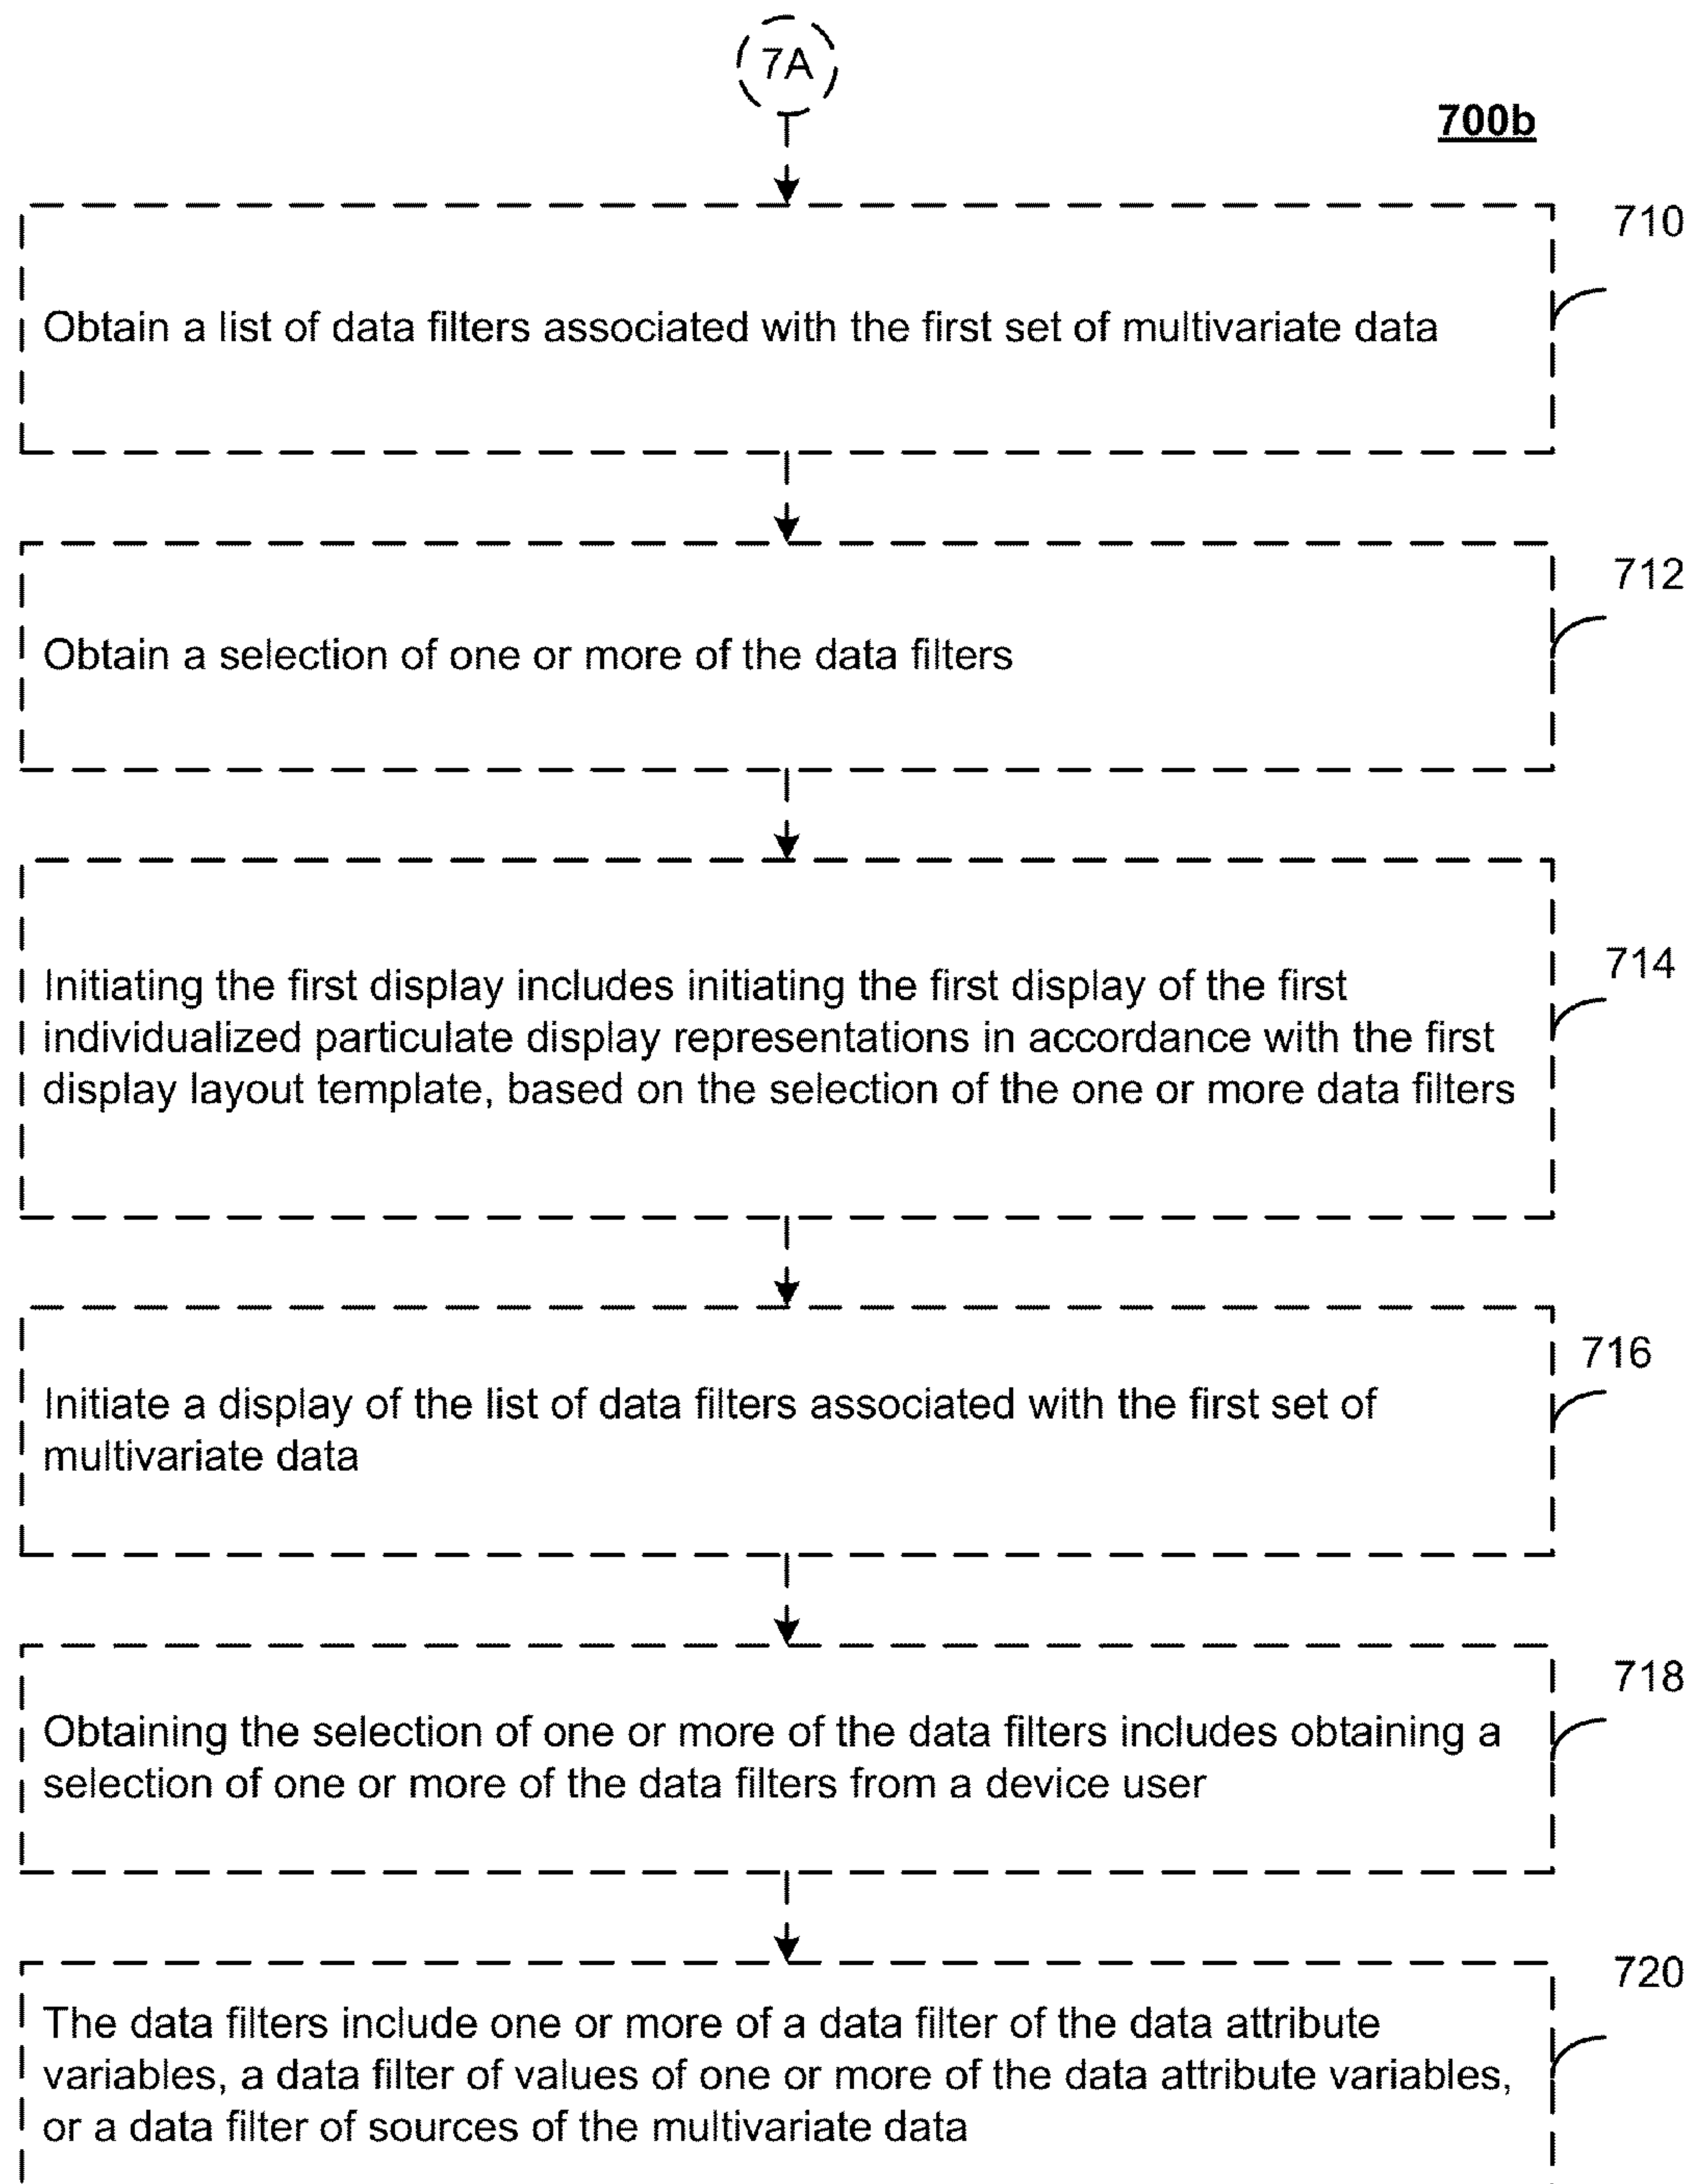 7A
700b
710
Obtain a list of data filters associated with the first set of multivariate data
712
Obtain a selection of one or more of the data filters
714
Initiating the first display includes initiating the first display of the first
individualized particulate display representations in accordance with the first
display layout template, based on the selection of the one or more data filters
716
Initiate a display of the list of data filters associated with the first set of
multivariate data
718
Obtaining the selection of one or more of the data filters includes obtaining a
selection of one or more of the data filters from a device user
720
The data filters include one or more of a data filter of the data attribute
variables, a data filter of values of one or more of the data attribute variables,
or a data filter of sources of the multivariate data